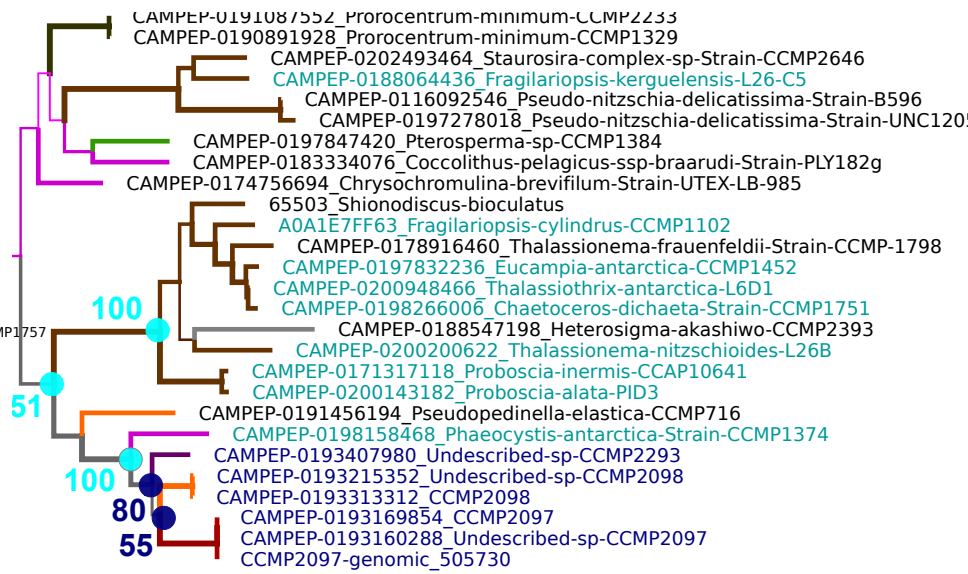 CAMPEP-0191087552_Prorocentrum-minimum-CCMP2233
CAMPEP-0190891928_Prorocentrum-minimum-CCMP1329
CAMPEP-0202493464_Staurosira-complex-sp-Strain-CCMP2646
CAMPEP-0188064436_Fragilariopsis-kerguelensis-L26-C5
CAMPEP-0116092546_Pseudo-nitzschia-delicatissima-Strain-B596
CAMPEP-0197278018_Pseudo-nitzschia-delicatissima-Strain-UNC1205
CAMPEP-0197847420_Pterosperma-sp-CCMP1384
CAMPEP-0183334076_Coccolithus-pelagicus-ssp-braarudi-Strain-PLY182g
CAMPEP-0174756694_Chrysochromulina-brevifilum-Strain-UTEX-LB-985
65503_Shionodiscus-bioculatus
A0A1E7FF63_Fragilariopsis-cylindrus-CCMP1102
CAMPEP-0178916460_Thalassionema-frauenfeldii-Strain-CCMP-1798
CAMPEP-0197832236_Eucampia-antarctica-CCMP1452
CAMPEP-0200948466_Thalassiothrix-antarctica-L6D1
CAMPEP-0198266006_Chaetoceros-dichaeta-Strain-CCMP1751
100
MP1757
CAMPEP-0188547198_Heterosigma-akashiwo-CCMP2393
CAMPEP-0200200622_Thalassionema-nitzschioides-L26B
CAMPEP-0171317118_Proboscia-inermis-CCAP10641
CAMPEP-0200143182_Proboscia-alata-PID3
51
CAMPEP-0191456194_Pseudopedinella-elastica-CCMP716
CAMPEP-0198158468_Phaeocystis-antarctica-Strain-CCMP1374
CAMPEP-0193407980_Undescribed-sp-CCMP2293
100
CAMPEP-0193215352_Undescribed-sp-CCMP2098
CAMPEP-0193313312_CCMP2098
80
CAMPEP-0193169854_CCMP2097
CAMPEP-0193160288_Undescribed-sp-CCMP2097
55
CCMP2097-genomic_505730